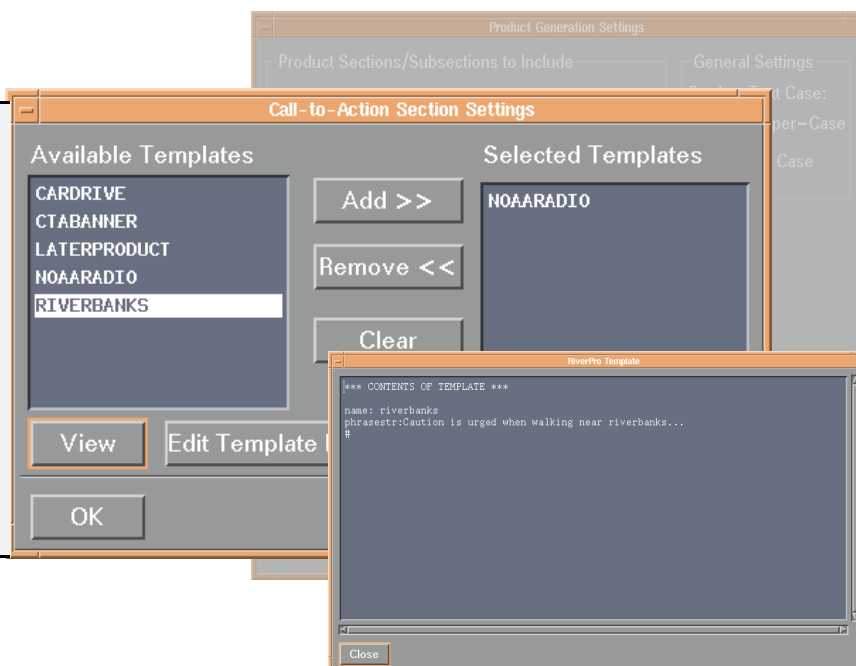 Product Generation Settings
Product Sections/Subsections to Include
General Settings
t Case:
per-Case
Case
Call-to-Action Section Settings
Available Templates
Selected Templates
CARDRIVE
CTABANNER
LATERPRODUCT
NOAARADIO
RIVERBANKS
Add >>
Remove <<
Clear
NOAARADIO
View
Edit Template
OK
RiverPro Template
*** CONTENTS OF TEMPLATE ***
name: riverbanks
phrasestr:Caution is urged when walking near riverbanks...
#
Close